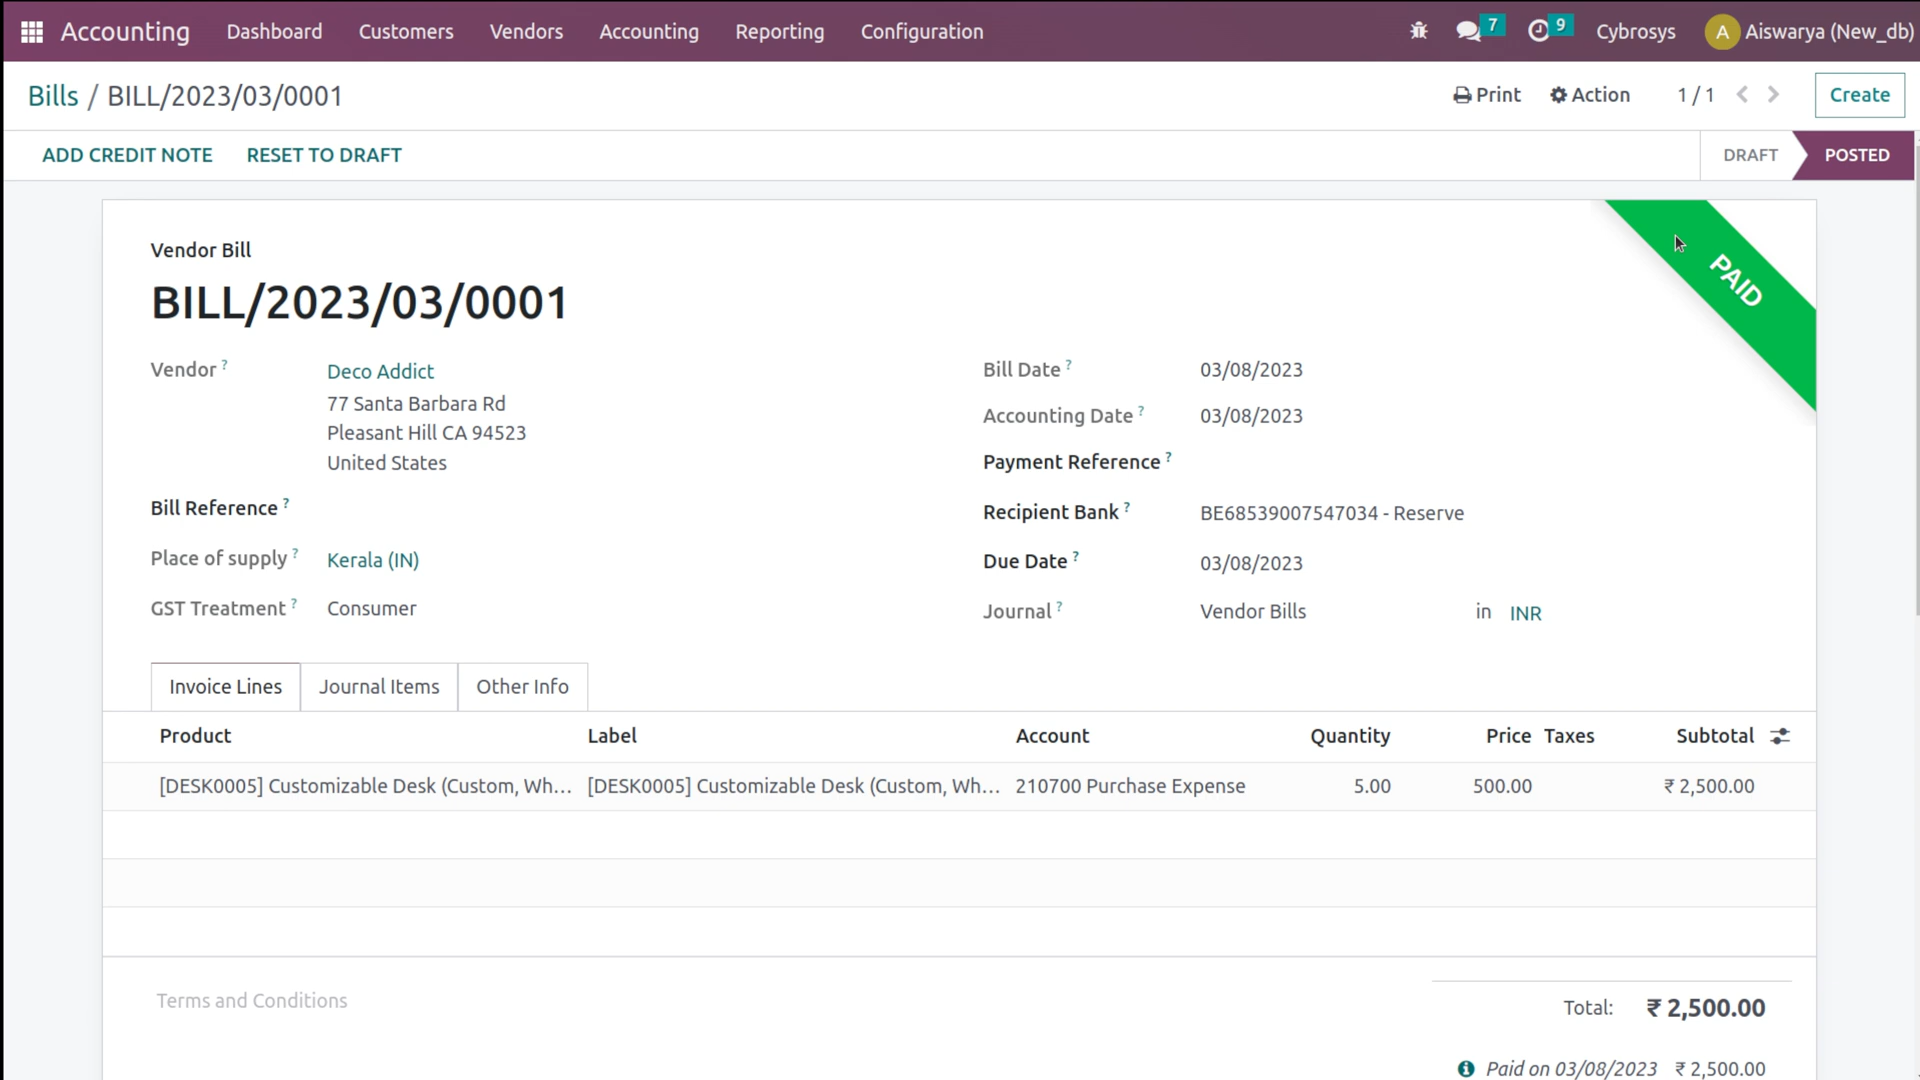 Accounting Dashboard Customers Vendors Accounting Reporting Configuration 7 9 Cybrosys A Aiswarya (New_db)
Bills / BILL/2023/03/0001 Print Action 1 / 1 Create
ADD CREDIT NOTE RESET TO DRAFT DRAFT POSTED
PAID
Vendor Bill
BILL/2023/03/0001
Vendor ? Deco Addict
77 Santa Barbara Rd
Pleasant Hill CA 94523
United States
Bill Reference ?
Place of supply ? Kerala (IN)
GST Treatment ? Consumer
Bill Date ? 03/08/2023
Accounting Date ? 03/08/2023
Payment Reference ?
Recipient Bank ? BE68539007547034 - Reserve
Due Date ? 03/08/2023
Journal ? Vendor Bills in INR
Invoice Lines Journal Items Other Info
Product Label Account Quantity Price Taxes Subtotal
[DESK0005] Customizable Desk (Custom, Wh... [DESK0005] Customizable Desk (Custom, Wh... 210700 Purchase Expense 5.00 500.00 ₹ 2,500.00
Terms and Conditions
Total: ₹ 2,500.00
Paid on 03/08/2023 ₹ 2,500.00